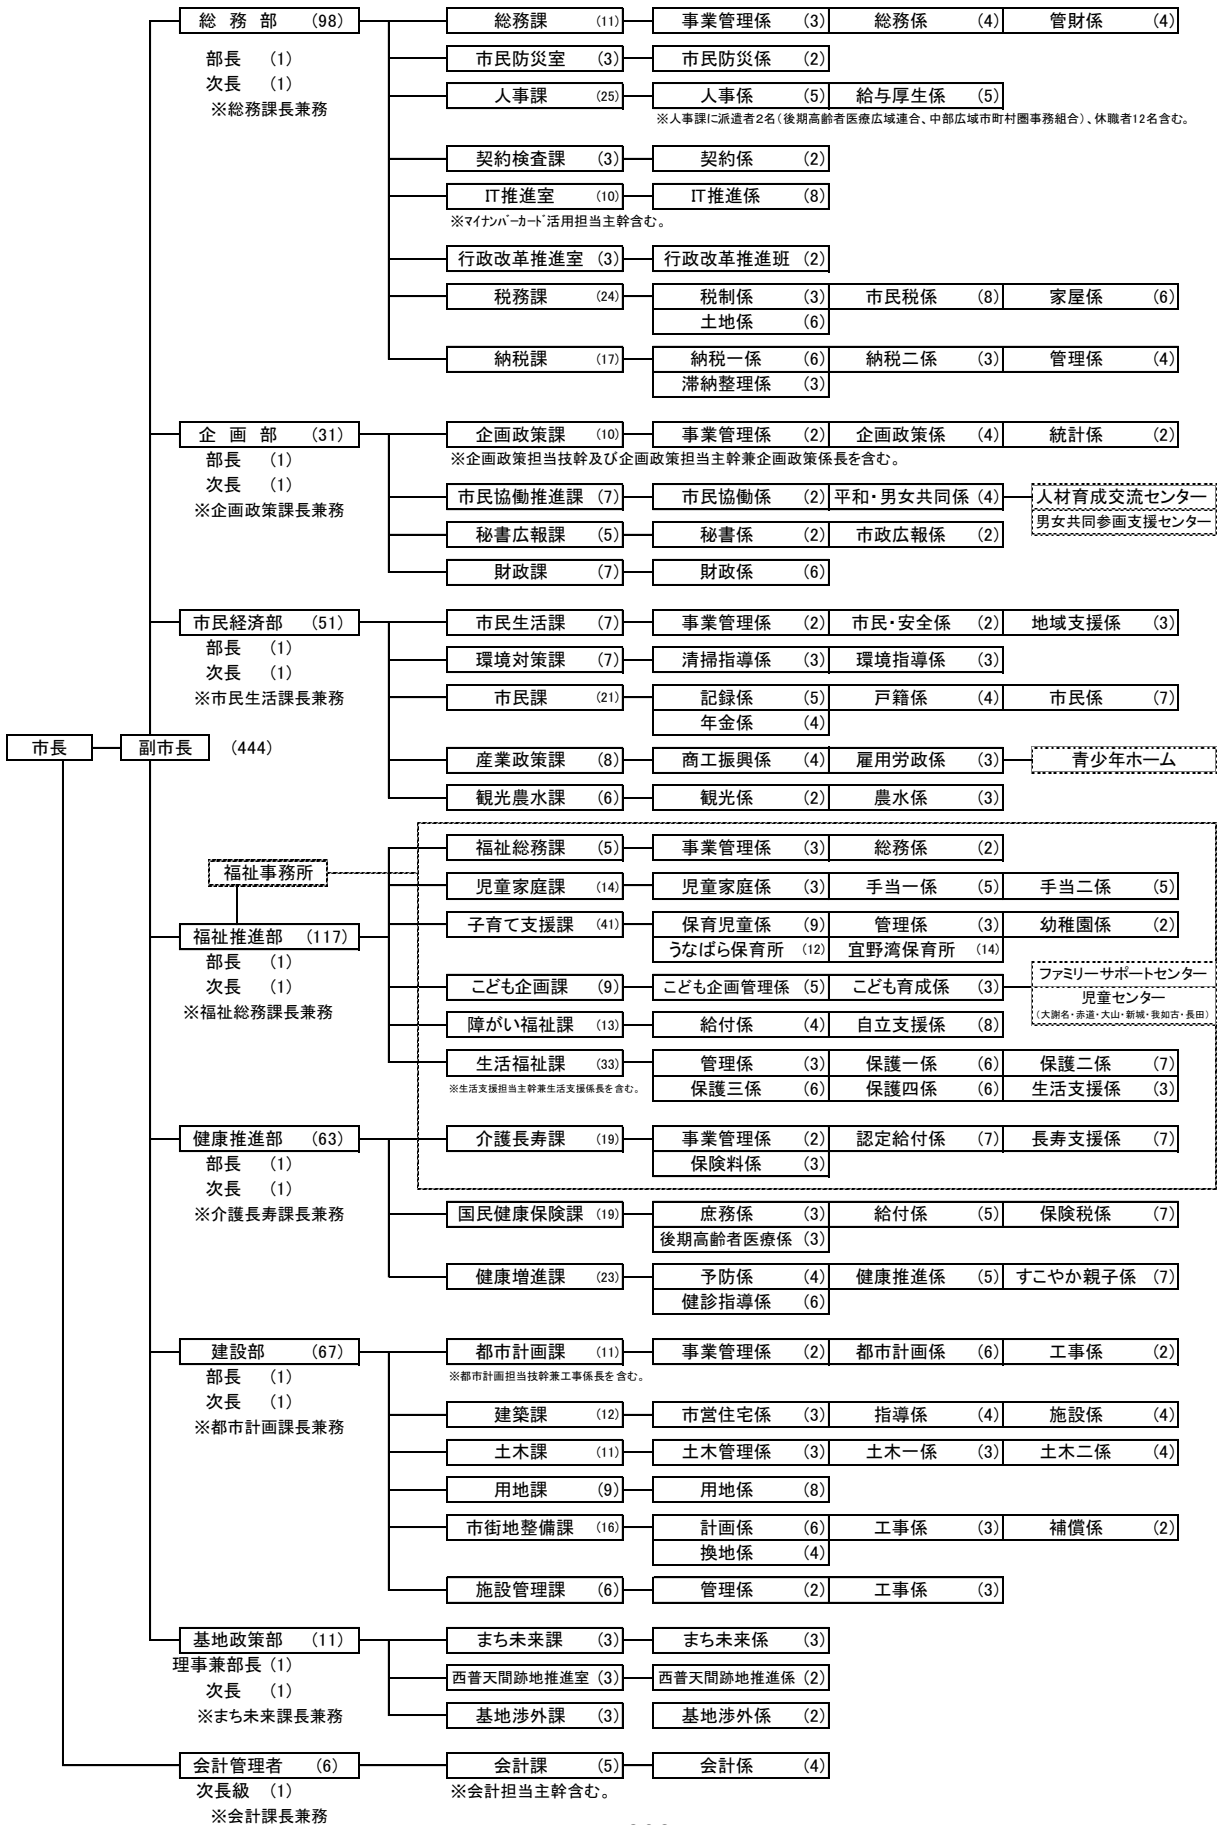 総務部 (98) 総務課 (11) 事業管理係 (3) 総務係 (4) 管財係 (4)
部長 (1) 市民防災室 (3) 市民防災係 (2)
次長 (1)
※総務課長兼務 人事課 (25) 人事係 (5) 給与厚生係 (5)
※人事課に派遣者2名(後期高齢者医療広域連合、中部広域市町村圏事務組合)、休職者12名含む。
契約検査課 (3) 契約係 (2)
IT推進室 (10) IT推進係 (8)
※マイナンバーカード活用担当主幹含む。
行政改革推進室 (3) 行政改革推進班 (2)
税務課 (24) 税制係 (3) 市民税係 (8) 家屋係 (6)
土地係 (6)
納税課 (17) 納税一係 (6) 納税二係 (3) 管理係 (4)
滞納整理係 (3)
企画部 (31) 企画政策課 (10) 事業管理係 (2) 企画政策係 (4) 統計係 (2)
部長 (1) ※企画政策担当技幹及び企画政策担当主幹兼企画政策係長を含む。
次長 (1) 市民協働推進課 (7) 市民協働係 (2) 平和・男女共同係 (4) 人材育成交流センター
※企画政策課長兼務 男女共同参画支援センター
秘書広報課 (5) 秘書係 (2) 市政広報係 (2)
財政課 (7) 財政係 (6)
市民経済部 (51) 市民生活課 (7) 事業管理係 (2) 市民・安全係 (2) 地域支援係 (3)
部長 (1) 環境対策課 (7) 清掃指導係 (3) 環境指導係 (3)
次長 (1)
※市民生活課長兼務 市民課 (21) 記録係 (5) 戸籍係 (4) 市民係 (7)
年金係 (4)
市長 副市長 (444)
産業政策課 (8) 商工振興係 (4) 雇用労政係 (3) 青少年ホーム
観光農水課 (6) 観光係 (2) 農水係 (3)
福祉総務課 (5) 事業管理係 (3) 総務係 (2)
福祉事務所
児童家庭課 (14) 児童家庭係 (3) 手当一係 (5) 手当二係 (5)
子育て支援課 (41) 保育児童係 (9) 管理係 (3) 幼稚園係 (2)
福祉推進部 (117) うなばら保育所 (12) 宜野湾保育所 (14)
部長 (1) ファミリーサポートセンター
次長 (1) こども企画課 (9) こども企画管理係 (5) こども育成係 (3) 児童センター
※福祉総務課長兼務 (大謝名・赤道・大山・新城・我如古・長田)
障がい福祉課 (13) 給付係 (4) 自立支援係 (8)
生活福祉課 (33) 管理係 (3) 保護一係 (6) 保護二係 (7)
※生活支援担当主幹兼生活支援係長を含む。 保護三係 (6) 保護四係 (6) 生活支援係 (3)
健康推進部 (63) 介護長寿課 (19) 事業管理係 (2) 認定給付係 (7) 長寿支援係 (7)
部長 (1) 保険料係 (3)
次長 (1)
※介護長寿課長兼務 国民健康保険課 (19) 庶務係 (3) 給付係 (5) 保険税係 (7)
後期高齢者医療係 (3)
健康増進課 (23) 予防係 (4) 健康推進係 (5) すこやか親子係 (7)
健診指導係 (6)
建設部 (67) 都市計画課 (11) 事業管理係 (2) 都市計画係 (6) 工事係 (2)
部長 (1) ※都市計画担当技幹兼工事係長を含む。
次長 (1) 建築課 (12) 市営住宅係 (3) 指導係 (4) 施設係 (4)
※都市計画課長兼務
土木課 (11) 土木管理係 (3) 土木一係 (3) 土木二係 (4)
用地課 (9) 用地係 (8)
市街地整備課 (16) 計画係 (6) 工事係 (3) 補償係 (2)
換地係 (4)
施設管理課 (6) 管理係 (2) 工事係 (3)
基地政策部 (11) まち未来課 (3) まち未来係 (3)
理事兼部長 (1) 西普天間跡地推進室 (3) 西普天間跡地推進係 (2)
次長 (1)
※まち未来課長兼務 基地渉外課 (3) 基地渉外係 (2)
会計管理者 (6) 会計課 (5) 会計係 (4)
次長級 (1) ※会計担当主幹含む。
※会計課長兼務